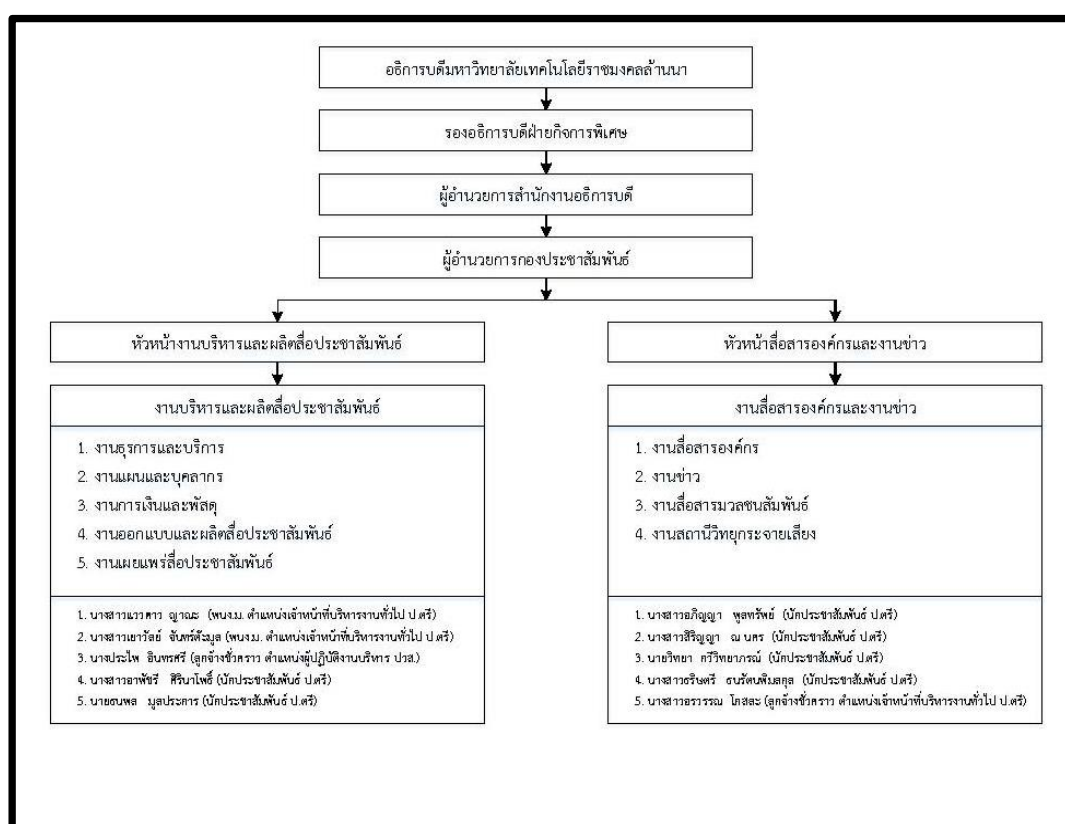 อธิการบดีมหาวิทยาลัยเทคโนโลยีราชมงคลล้านนา
รองอธิการบดีฝ่ายกิจการพิเศษ
ผู้อำนวยการสำนักงานอธิการบดี
ผู้อำนวยการกองประชาสัมพันธ์
หัวหน้างานบริหารและผลิตสื่อประชาสัมพันธ์
งานบริหารและผลิตสื่อประชาสัมพันธ์
1. งานธุรการและบริการ
2. งานแผนและบุคลากร
3. งานการเงินและพัสดุ
4. งานออกแบบและผลิตสื่อประชาสัมพันธ์
5. งานเผยแพร่สื่อประชาสัมพันธ์
1. นางสาวแววดาว ญาณะ (พนง.ม. ตำแหน่งเจ้าหน้าที่บริหารงานทั่วไป ป.ตรี)
2. นางสาวเยาวัลย์ จันทร์ต๊ะมูล (พนง.ม. ตำแหน่งเจ้าหน้าที่บริหารงานทั่วไป ป.ตรี)
3. นางประไพ อินทรศรี (ลูกจ้างชั่วคราว ตำแหน่งผู้ปฏิบัติงานบริหาร ปวส.)
4. นางสาวอาพัชรี ศิรินาโพธิ์ (นักประชาสัมพันธ์ ป.ตรี)
5. นายธนพล มูลประการ (นักประชาสัมพันธ์ ป.ตรี)
หัวหน้าสื่อสารองค์กรและงานข่าว
งานสื่อสารองค์กรและงานข่าว
1. งานสื่อสารองค์กร
2. งานข่าว
3. งานสื่อสารมวลชนสัมพันธ์
4. งานสถานีวิทยุกระจายเสียง
1. นางสาวอภิญญา พูลทรัพย์ (นักประชาสัมพันธ์ ป.ตรี)
2. นางสาวสิริญญา ณ นคร (นักประชาสัมพันธ์ ป.ตรี)
3. นายวิทยา กวีวิทยาภรณ์ (นักประชาสัมพันธ์ ป.ตรี)
4. นางสาวธริษตรี ธนรัตนพิมลกุล (นักประชาสัมพันธ์ ป.ตรี)
5. นางสาวอรวรรณ (ลูกจ้างชั่วคราว ตำแหน่งเจ้าหน้าที่บริหารงานทั่วไป ป.ตรี)